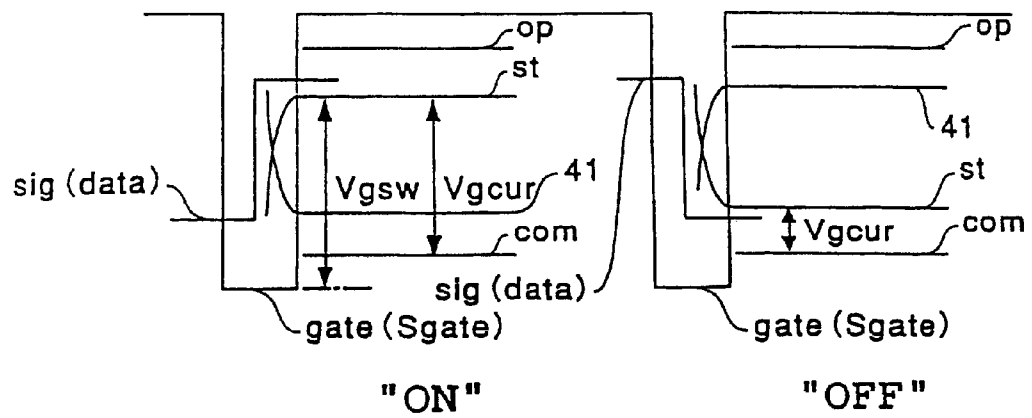 op
op
st
41
sig (data)
Vgsw
Vgcur
41
st
com
com
Vgcur
sig (data)
gate (Sgate)
gate (Sgate)
"ON"
"OFF"